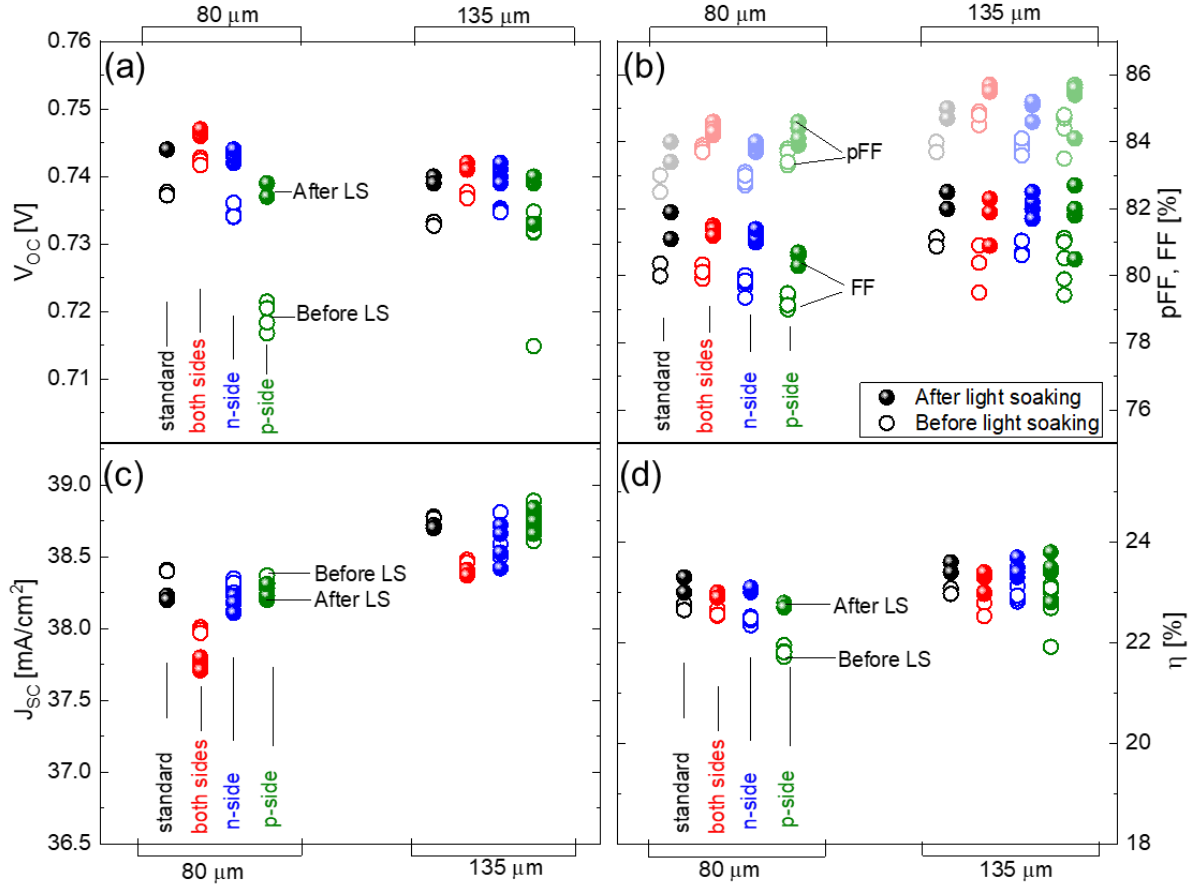 80 μm
135 μm
80 μm
135 μm
(a)
0.76
0.75
0.74
0.73
0.72
0.71
V_OC [V]
After LS
Before LS
standard
both sides
n-side
p-side
(b)
pFF
FF
standard
both sides
n-side
p-side
After light soaking
Before light soaking
86
84
82
80
78
76
pFF, FF [%]
(c)
39.0
38.5
38.0
37.5
37.0
36.5
J_SC [mA/cm²]
Before LS
After LS
standard
both sides
n-side
p-side
(d)
After LS
Before LS
standard
both sides
n-side
p-side
24
22
20
18
η [%]
80 μm
135 μm
80 μm
135 μm